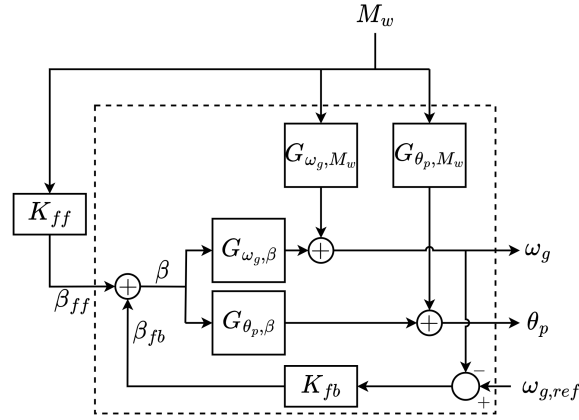 M_w
G_{ω_g,M_w} G_{θ_p,M_w}
K_{ff}
G_{ω_g,β} + ω_g
β
β_{ff} + β_{fb} G_{θ_p,β} + θ_p
K_{fb} − + ω_{g,ref}